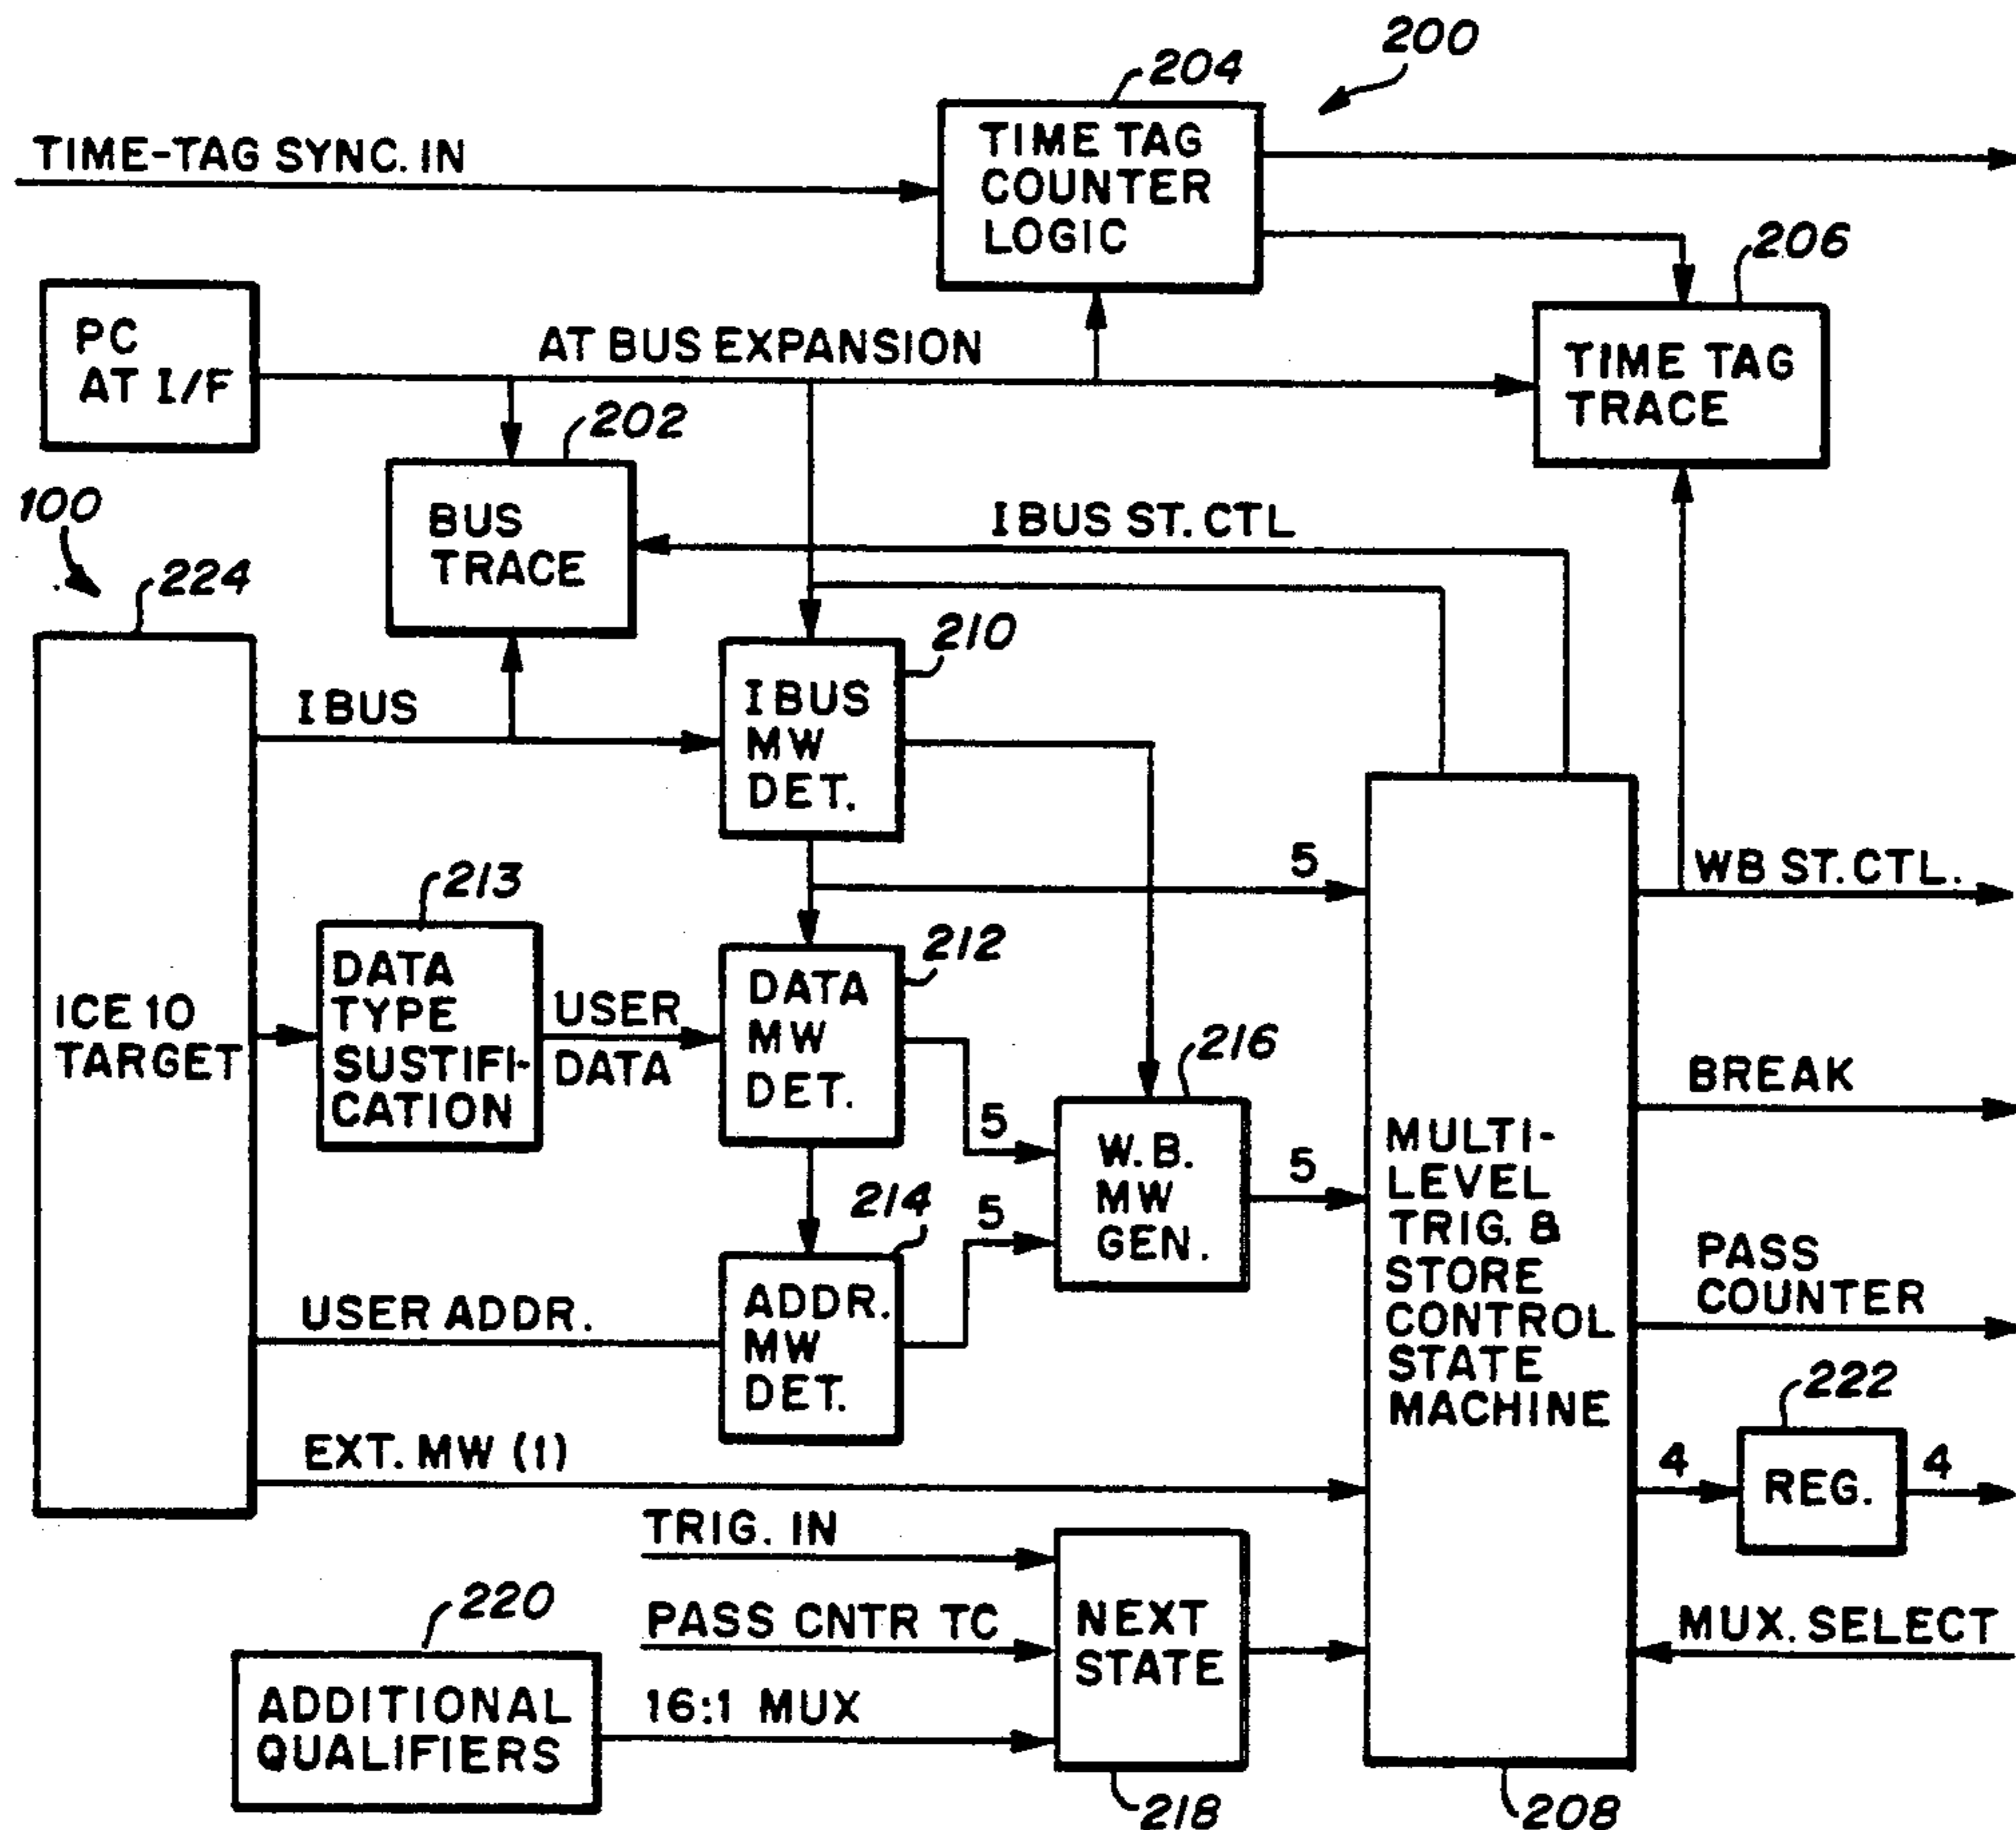 200
204
TIME-TAG SYNC. IN
TIME TAG
COUNTER
LOGIC
206
PC
AT I/F
AT BUS EXPANSION
TIME TAG
TRACE
202
100
BUS
TRACE
I BUS ST. CTL
224
210
I BUS
I BUS
MW
DET.
5
WB ST. CTL.
213
212
ICE 10
TARGET
DATA
TYPE
SUSTIFI-
CATION
USER
DATA
DATA
MW
DET.
216
BREAK
5
W.B.
MW
GEN.
5
MULTI-
LEVEL
TRIG. &
STORE
CONTROL
STATE
MACHINE
214
5
PASS
COUNTER
USER ADDR.
ADDR.
MW
DET.
222
EXT. MW (1)
4
REG.
4
TRIG. IN
220
PASS CNTR TC
NEXT
STATE
MUX. SELECT
ADDITIONAL
QUALIFIERS
16:1 MUX
218
208